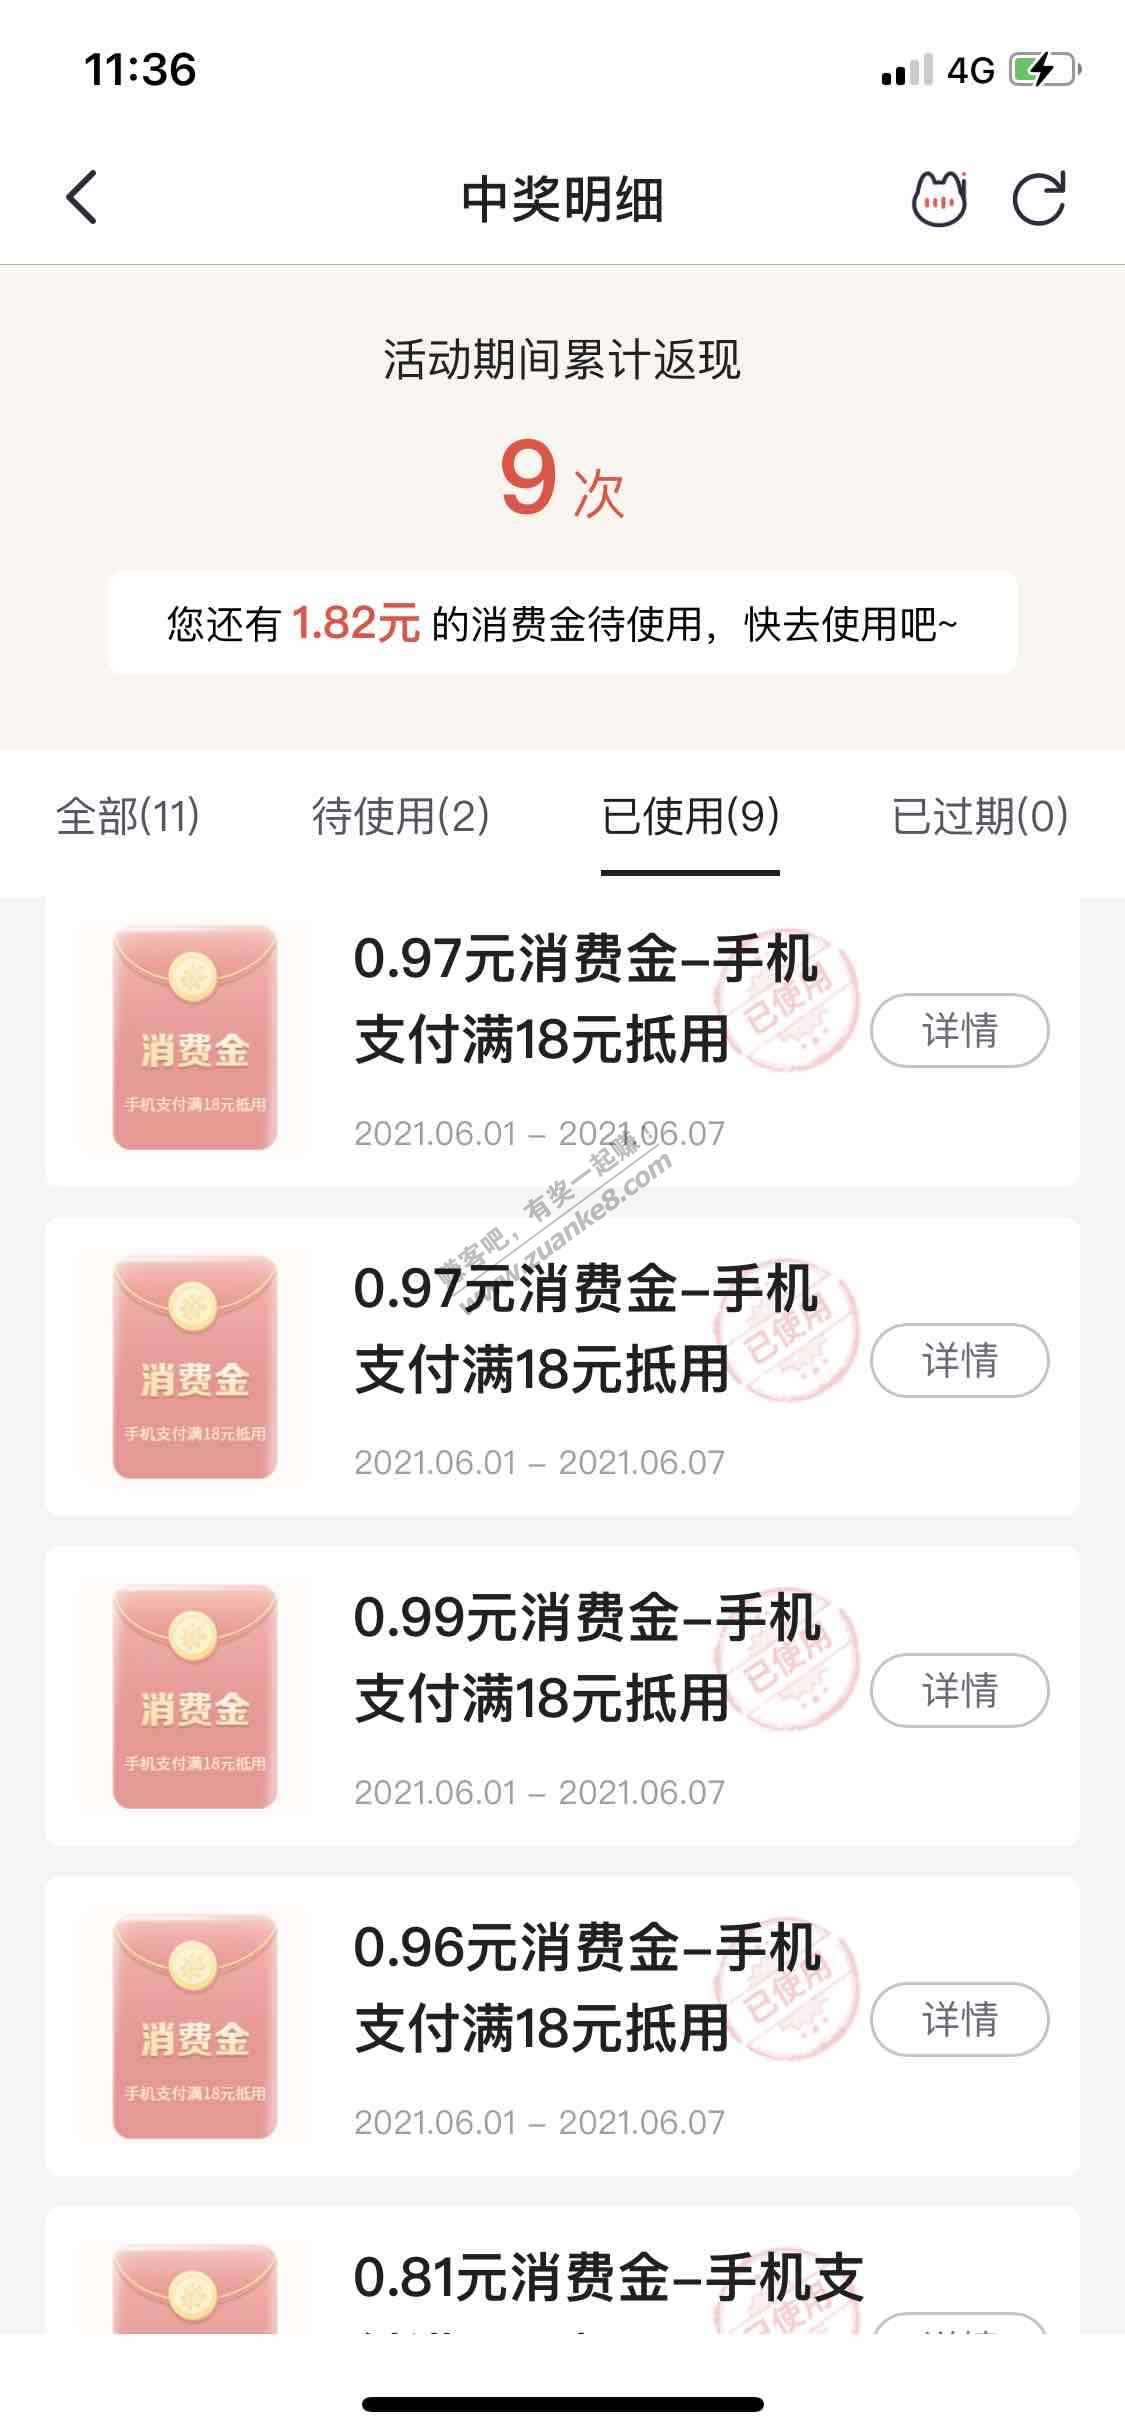 11:36
4G
中奖明细
活动期间累计返现
9次
您还有 1.82元 的消费金待使用，快去使用吧~
全部(11)
待使用(2)
已使用(9)
已过期(0)
消费金
手机支付满18元抵用
0.97元消费金-手机
支付满18元抵用
已使用
详情
2021.06.01 - 2021.06.07
赚客吧，有奖一起赚！
www.zuanke8.com
消费金
手机支付满18元抵用
0.97元消费金-手机
支付满18元抵用
已使用
详情
2021.06.01 - 2021.06.07
消费金
手机支付满18元抵用
0.99元消费金-手机
支付满18元抵用
已使用
详情
2021.06.01 - 2021.06.07
消费金
手机支付满18元抵用
0.96元消费金-手机
支付满18元抵用
已使用
详情
2021.06.01 - 2021.06.07
0.81元消费金-手机支
已使用